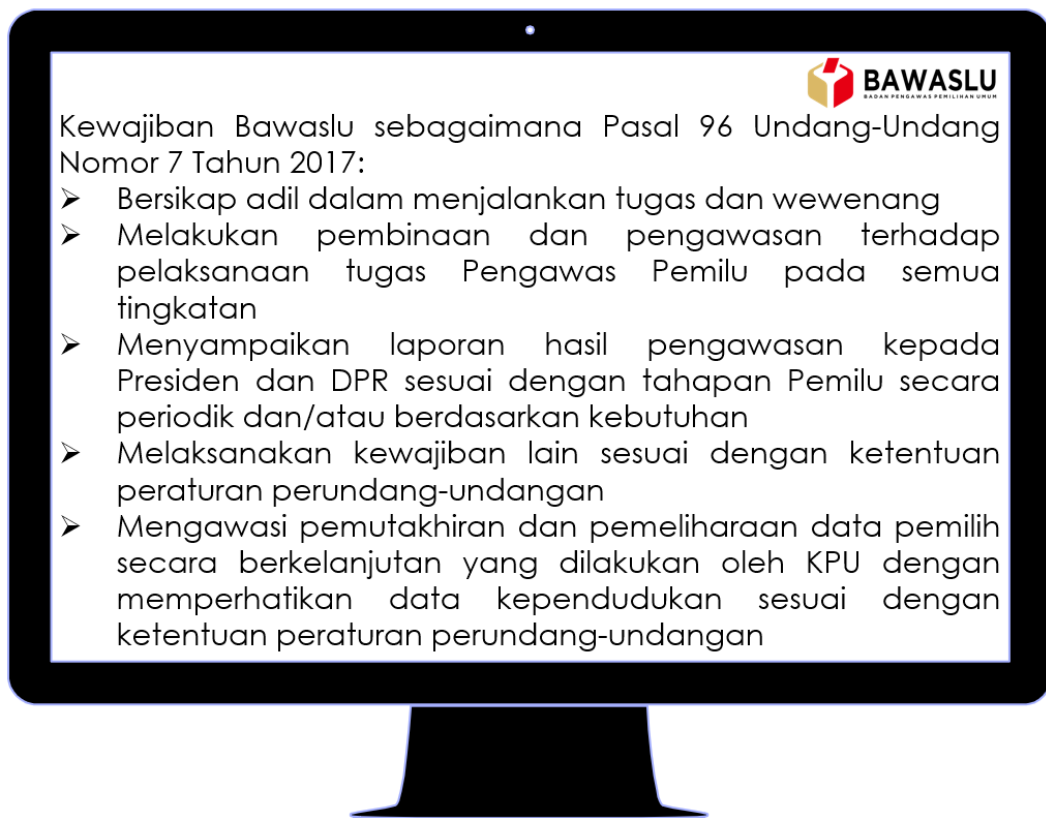 BAWASLU
BADAN PENGAWAS PEMILIHAN UMUM
Kewajiban Bawaslu sebagaimana Pasal 96 Undang-Undang
Nomor 7 Tahun 2017:
➢ Bersikap adil dalam menjalankan tugas dan wewenang
➢ Melakukan pembinaan dan pengawasan terhadap
pelaksanaan tugas Pengawas Pemilu pada semua
tingkatan
➢ Menyampaikan laporan hasil pengawasan kepada
Presiden dan DPR sesuai dengan tahapan Pemilu secara
periodik dan/atau berdasarkan kebutuhan
➢ Melaksanakan kewajiban lain sesuai dengan ketentuan
peraturan perundang-undangan
➢ Mengawasi pemutakhiran dan pemeliharaan data pemilih
secara berkelanjutan yang dilakukan oleh KPU dengan
memperhatikan data kependudukan sesuai dengan
ketentuan peraturan perundang-undangan